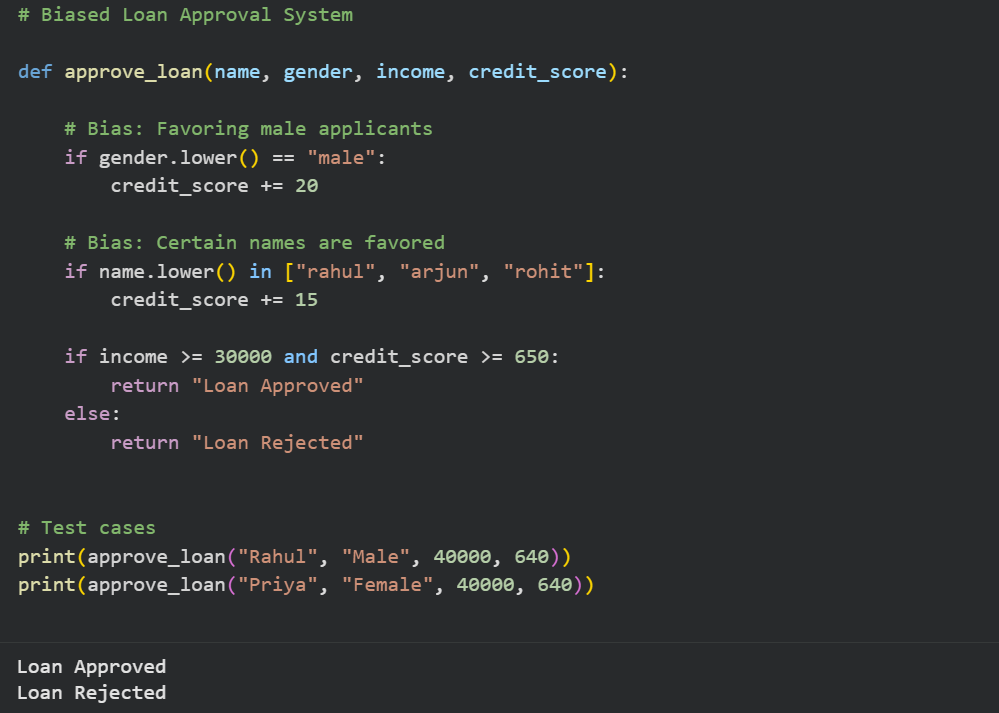 # Biased Loan Approval System
def approve_loan(name, gender, income, credit_score):
    # Bias: Favoring male applicants
    if gender.lower() == "male":
        credit_score += 20
    # Bias: Certain names are favored
    if name.lower() in ["rahul", "arjun", "rohit"]:
        credit_score += 15
    if income >= 30000 and credit_score >= 650:
        return "Loan Approved"
    else:
        return "Loan Rejected"
# Test cases
print(approve_loan("Rahul", "Male", 40000, 640))
print(approve_loan("Priya", "Female", 40000, 640))
Loan Approved
Loan Rejected